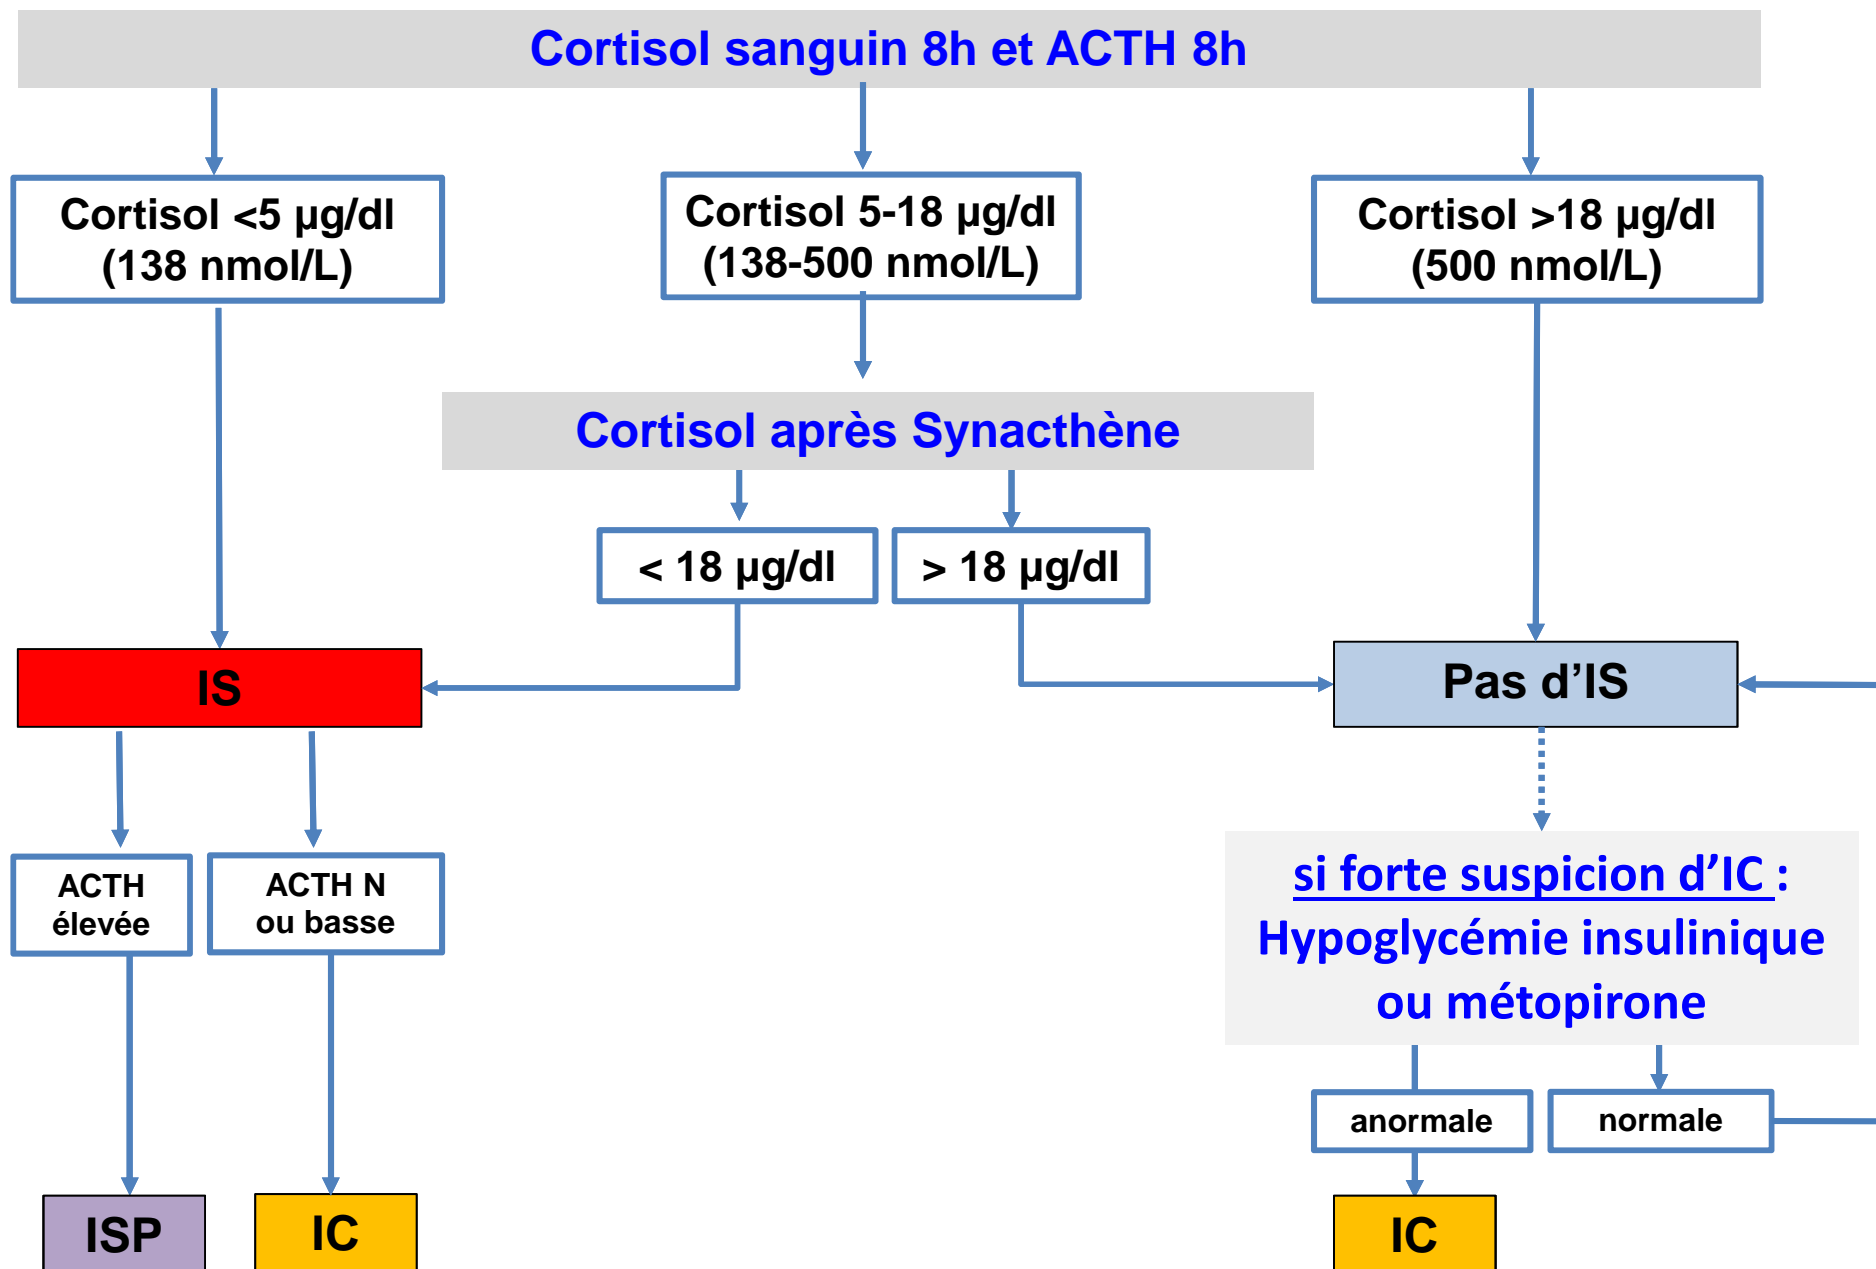 Cortisol sanguin 8h et ACTH 8h
Cortisol <5 µg/dl
(138 nmol/L)
Cortisol 5-18 µg/dl
(138-500 nmol/L)
Cortisol >18 µg/dl
(500 nmol/L)
Cortisol après Synacthène
< 18 µg/dl
> 18 µg/dl
IS
Pas d’IS
ACTH
élevée
ACTH N
ou basse
si forte suspicion d’IC :
Hypoglycémie insulinique
ou métopirone
anormale
normale
ISP
IC
IC